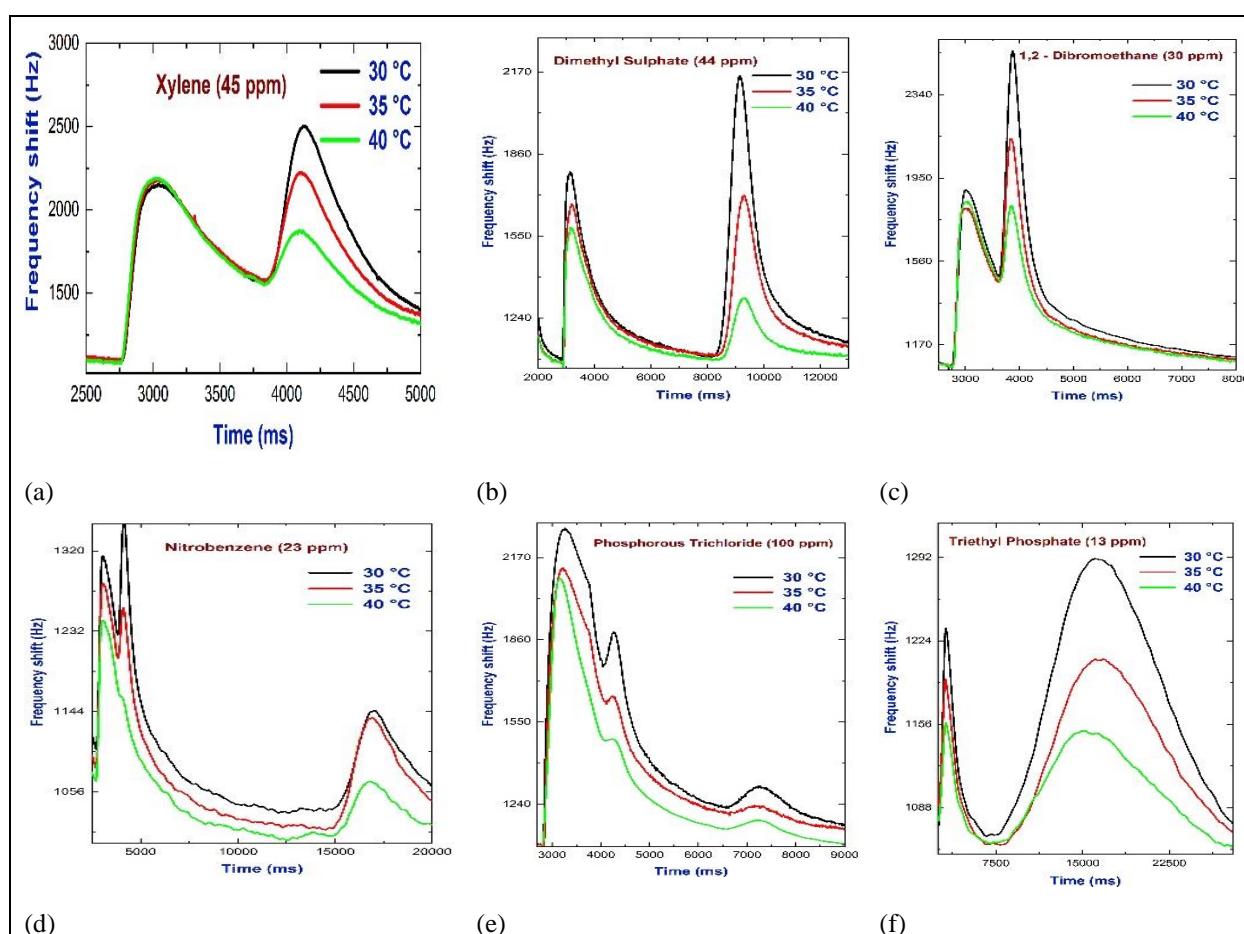 3000
2500
2000
1500
Frequency shift (Hz)
Xylene (45 ppm)
30 °C
35 °C
40 °C
2500 3000 3500 4000 4500 5000
Time (ms)
(a)
2170
1860
1550
1240
Frequency shift (Hz)
Dimethyl Sulphate (44 ppm)
30 °C
35 °C
40 °C
2000 4000 6000 8000 10000 12000
Time (ms)
(b)
2340
1950
1560
1170
Frequency shift (Hz)
1,2 - Dibromoethane (30 ppm)
30 °C
35 °C
40 °C
3000 4000 5000 6000 7000 8000
Time (ms)
(c)
1320
1232
1144
1056
Frequency shift (Hz)
Nitrobenzene (23 ppm)
30 °C
35 °C
40 °C
5000 10000 15000 20000
Time (ms)
(d)
2170
1860
1550
1240
Frequency shift (Hz)
Phosphorous Trichloride (100 ppm)
30 °C
35 °C
40 °C
3000 4000 5000 6000 7000 8000 9000
Time (ms)
(e)
1292
1224
1156
1088
Frequency shift (Hz)
Triethyl Phosphate (13 ppm)
30 °C
35 °C
40 °C
7500 15000 22500
Time (ms)
(f)